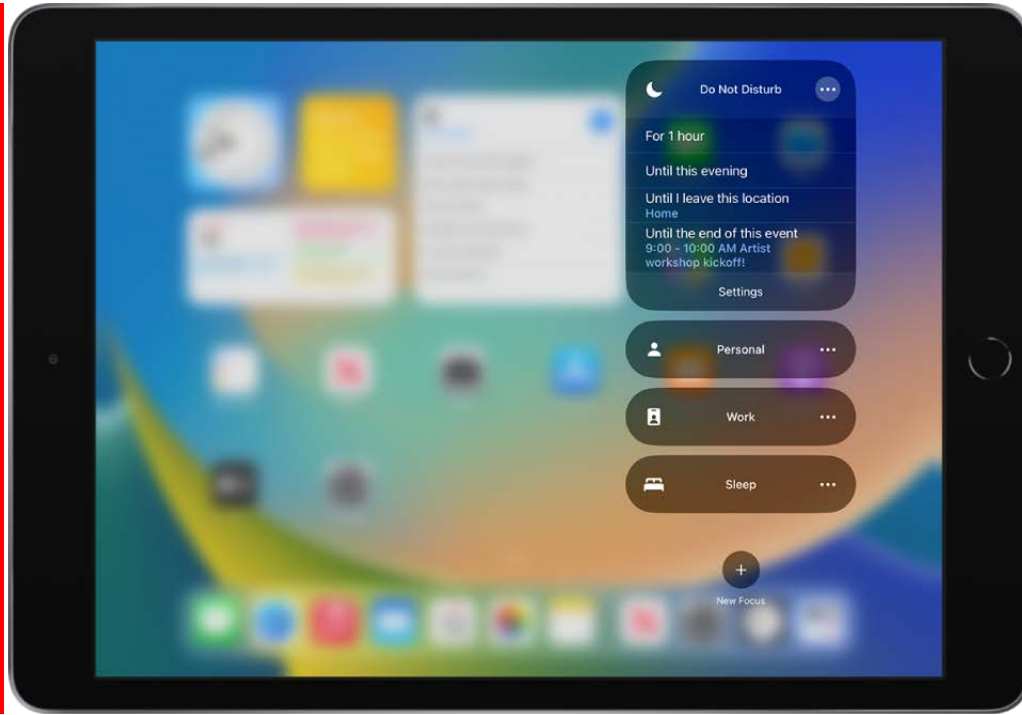 Do Not Disturb
For 1 hour
Until this evening
Until I leave this location
Home
Until the end of this event
9:00 - 10:00 AM Artist
workshop kickoff!
Settings
Personal
Work
Sleep
New Focus